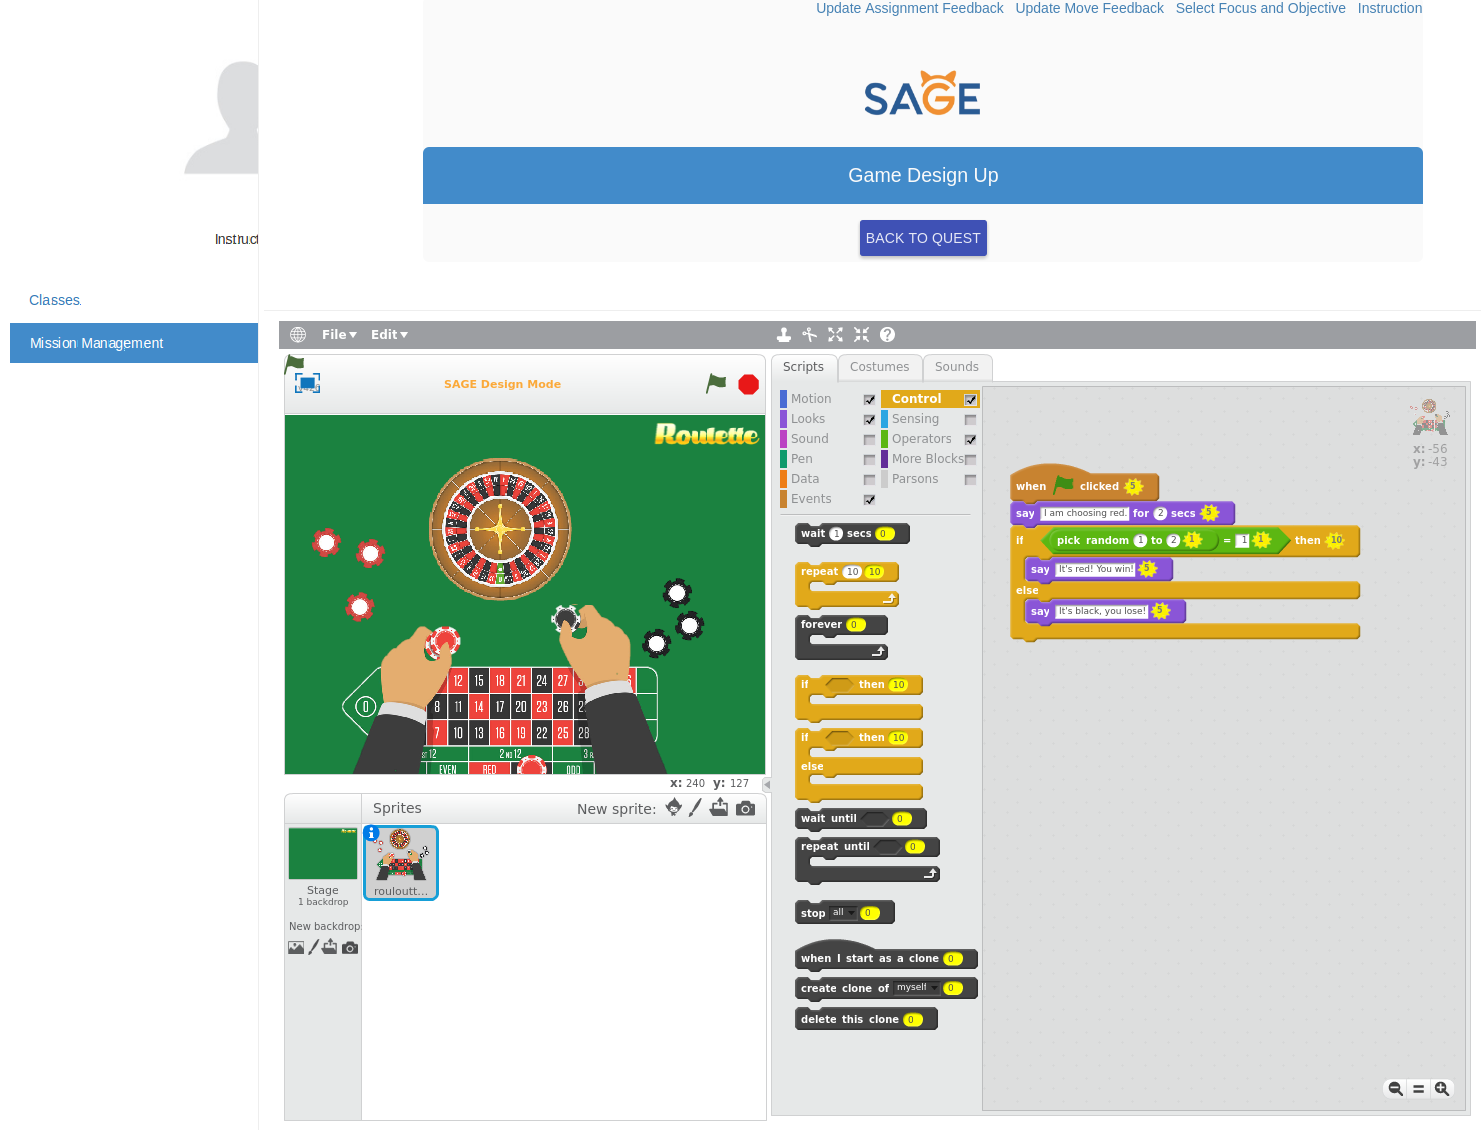 Update Assignment Feedback Update Move Feedback Select Focus and Objective Instruction
SAGE
Game Design Up
BACK TO QUEST
Instruct
Classes
Mission Management
File Edit
SAGE Design Mode
Roulette
0
12 15 18 21 24 27
8 11 14 17 20 23 26
7 10 13 16 19 22 25 28
2 ND 12
EVEN RED ODD
x: 240 y: 127
Sprites New sprite:
Stage
1 backdrop
New backdrop
rouloutt...
Scripts Costumes Sounds
Motion Control
Looks Sensing
Sound Operators
Pen More Blocks
Data Parsons
Events
wait 1 secs 0
repeat 10 10
forever 0
if then 10
if then 10
else
wait until 0
repeat until 0
stop all 0
when I start as a clone 0
create clone of myself 0
delete this clone 0
x: -56
y: -43
when clicked 5
say I am choosing red. for 2 secs 5
if pick random 1 to 2 1 = 1 1 then 10
say It's red! You win! 5
else
say It's black, you lose! 5